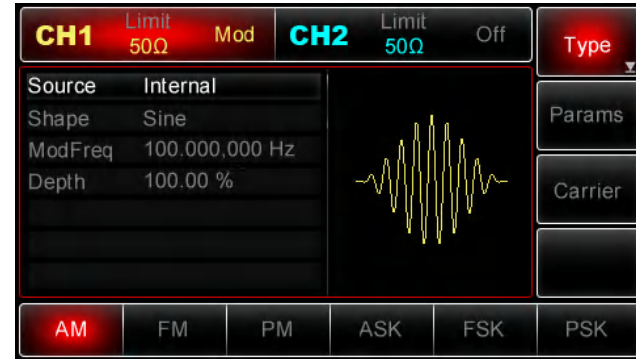 CH1 Limit 50Ω Mod CH2 Limit 50Ω Off Type
Source Internal
Shape Sine
ModFreq 100.000,000 Hz
Depth 100.00 %
Params
Carrier
AM FM PM ASK FSK PSK